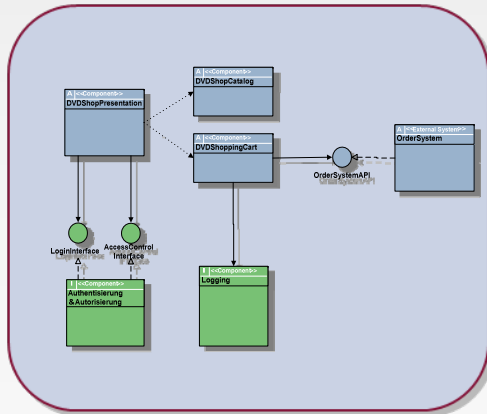 A <<Component>>
DVDShopPresentation
A <<Component>>
DVDShopCatalog
A <<Component>>
DVDShoppingCart
A <<External System>>
OrderSystem
OrderSystemAPI
LoginInterface
AccessControl
Interface
I <<Component>>
Authentisierung
&Autorisierung
I <<Component>>
Logging